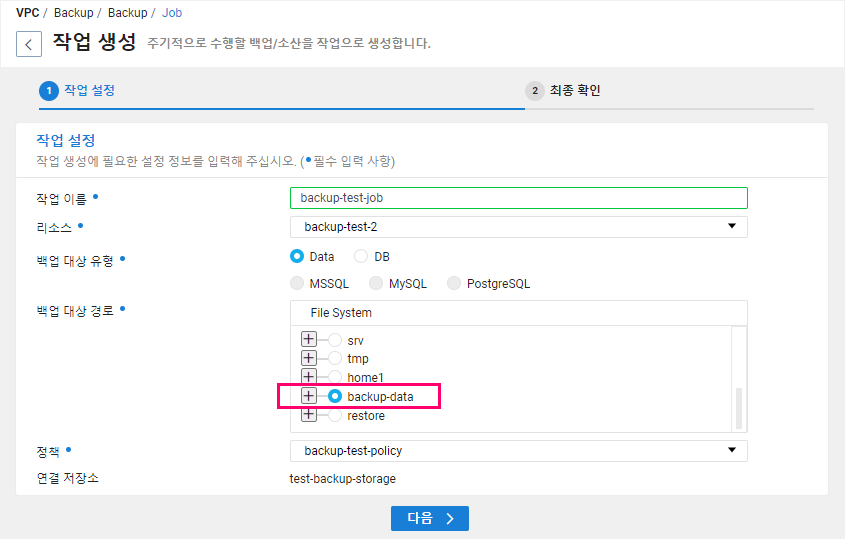 VPC / Backup / Backup / Job
작업 생성 주기적으로 수행할 백업/소산을 작업으로 생성합니다.
1 작업 설정 2 최종 확인
작업 설정
작업 생성에 필요한 설정 정보를 입력해 주십시오. (• 필수 입력 사항)
작업 이름 • backup-test-job
리소스 • backup-test-2
백업 대상 유형 • Data DB
MSSQL MySQL PostgreSQL
백업 대상 경로 • File System
srv
tmp
home1
backup-data
restore
정책 • backup-test-policy
연결 저장소 test-backup-storage
다음 >